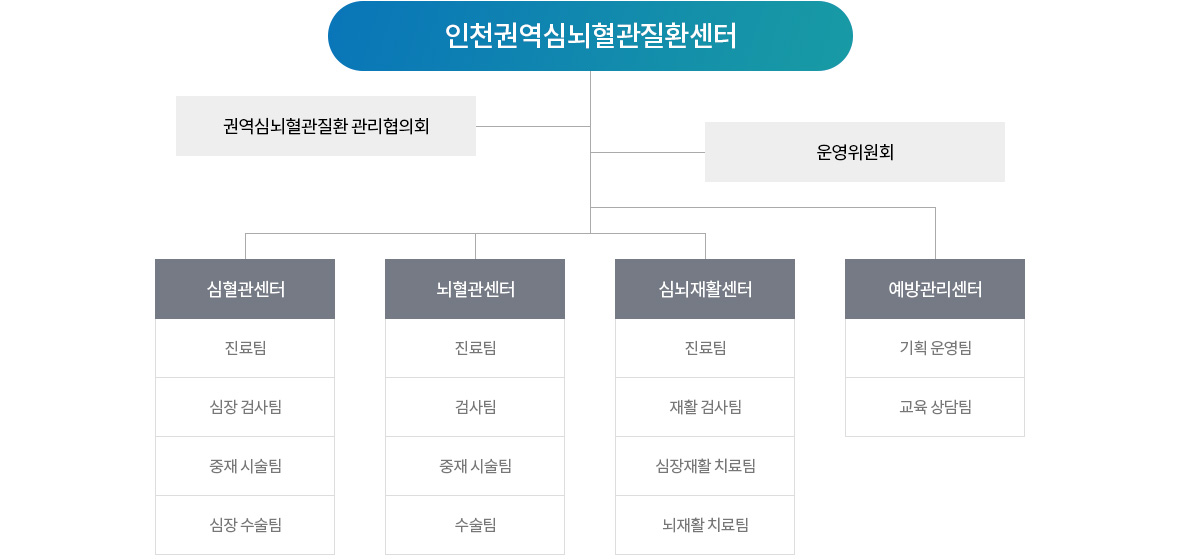 인천권역심뇌혈관질환센터
권역심뇌혈관질환 관리협의회
운영위원회
심혈관센터
진료팀
심장 검사팀
중재 시술팀
심장 수술팀
뇌혈관센터
진료팀
검사팀
중재 시술팀
수술팀
심뇌재활센터
진료팀
재활 검사팀
심장재활 치료팀
뇌재활 치료팀
예방관리센터
기획 운영팀
교육 상담팀